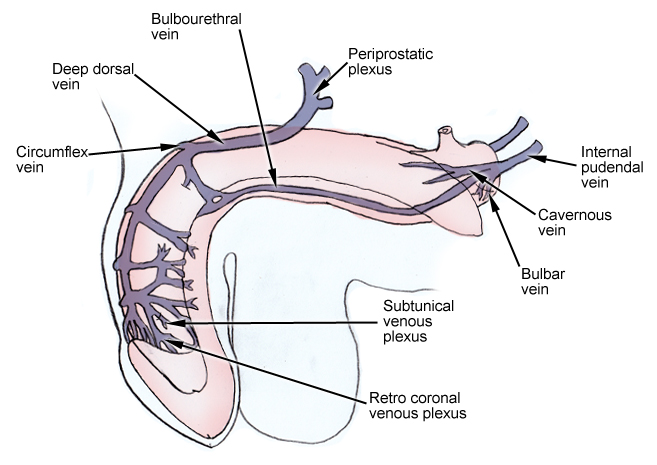 Bulbourethral
vein
Periprostatic
plexus
Deep dorsal
vein
Circumflex
vein
Internal
pudendal
vein
Cavernous
vein
Bulbar
vein
Subtunical
venous
plexus
Retro coronal
venous plexus